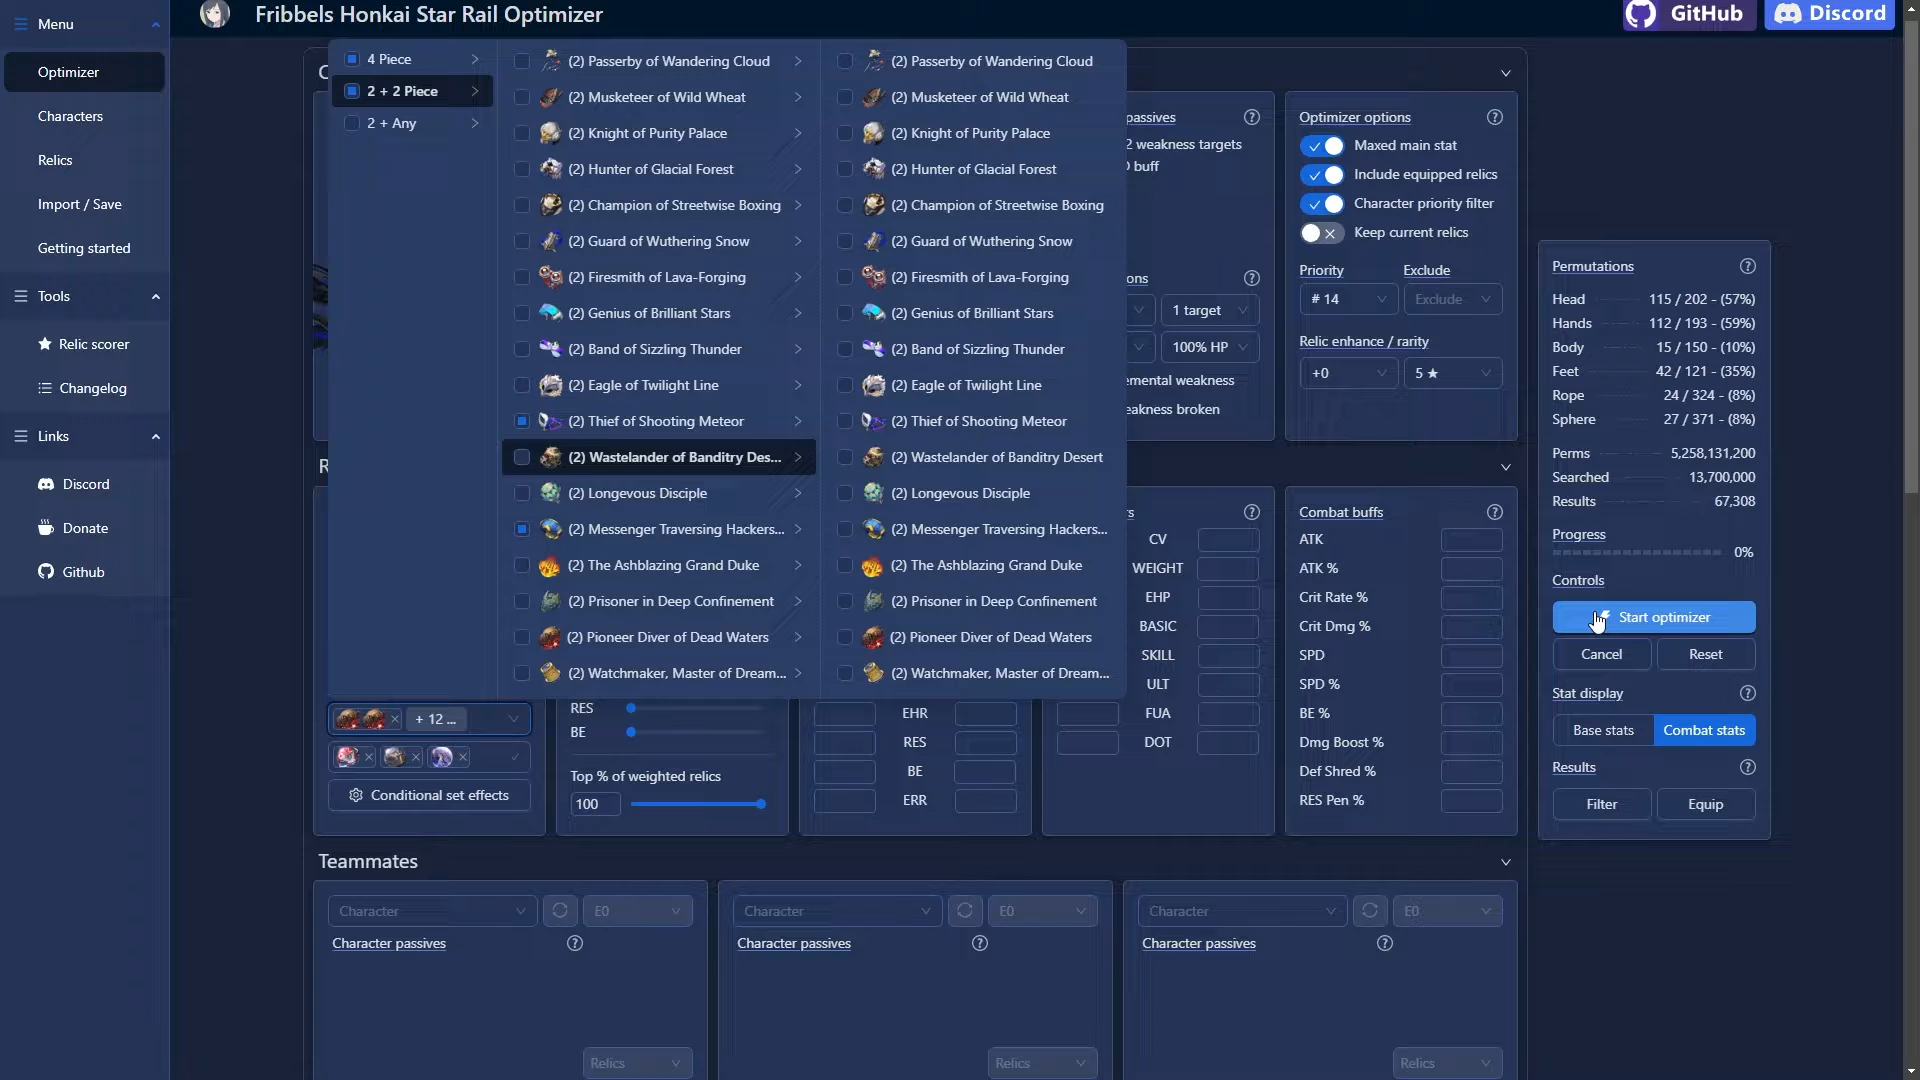 Menu
Optimizer
Characters
Relics
Import / Save
Getting started
Tools
Relic scorer
Changelog
Links
Discord
Donate
Github
Fribbels Honkai Star Rail Optimizer
GitHub
Discord
C
4 Piece
2 + 2 Piece
2 + Any
(2) Passerby of Wandering Cloud
(2) Musketeer of Wild Wheat
(2) Knight of Purity Palace
(2) Hunter of Glacial Forest
(2) Champion of Streetwise Boxing
(2) Guard of Wuthering Snow
(2) Firesmith of Lava-Forging
(2) Genius of Brilliant Stars
(2) Band of Sizzling Thunder
(2) Eagle of Twilight Line
(2) Thief of Shooting Meteor
(2) Wastelander of Banditry Des...
(2) Longevous Disciple
(2) Messenger Traversing Hackers...
(2) The Ashblazing Grand Duke
(2) Prisoner in Deep Confinement
(2) Pioneer Diver of Dead Waters
(2) Watchmaker, Master of Dream...
(2) Passerby of Wandering Cloud
(2) Musketeer of Wild Wheat
(2) Knight of Purity Palace
(2) Hunter of Glacial Forest
(2) Champion of Streetwise Boxing
(2) Guard of Wuthering Snow
(2) Firesmith of Lava-Forging
(2) Genius of Brilliant Stars
(2) Band of Sizzling Thunder
(2) Eagle of Twilight Line
(2) Thief of Shooting Meteor
(2) Wastelander of Banditry Desert
(2) Longevous Disciple
(2) Messenger Traversing Hackers...
(2) The Ashblazing Grand Duke
(2) Prisoner in Deep Confinement
(2) Pioneer Diver of Dead Waters
(2) Watchmaker, Master of Dream...
passives
2 weakness targets
buff
ons
1 target
100% HP
emental weakness
eakness broken
Optimizer options
Maxed main stat
Include equipped relics
Character priority filter
Keep current relics
Priority
Exclude
# 14
Exclude
Relic enhance / rarity
+0
5 ★
R
+ 12 ...
Conditional set effects
RES
BE
Top % of weighted relics
100
EHR
RES
BE
ERR
rs
CV
WEIGHT
EHP
BASIC
SKILL
ULT
FUA
DOT
Combat buffs
ATK
ATK %
Crit Rate %
Crit Dmg %
SPD
SPD %
BE %
Dmg Boost %
Def Shred %
RES Pen %
Permutations
Head 115 / 202 - (57%)
Hands 112 / 193 - (59%)
Body 15 / 150 - (10%)
Feet 42 / 121 - (35%)
Rope 24 / 324 - (8%)
Sphere 27 / 371 - (8%)
Perms 5,258,131,200
Searched 13,700,000
Results 67,308
Progress
0%
Controls
Start optimizer
Cancel
Reset
Stat display
Base stats
Combat stats
Results
Filter
Equip
Teammates
Character
E0
Character passives
Relics
Character
E0
Character passives
Relics
Character
E0
Character passives
Relics